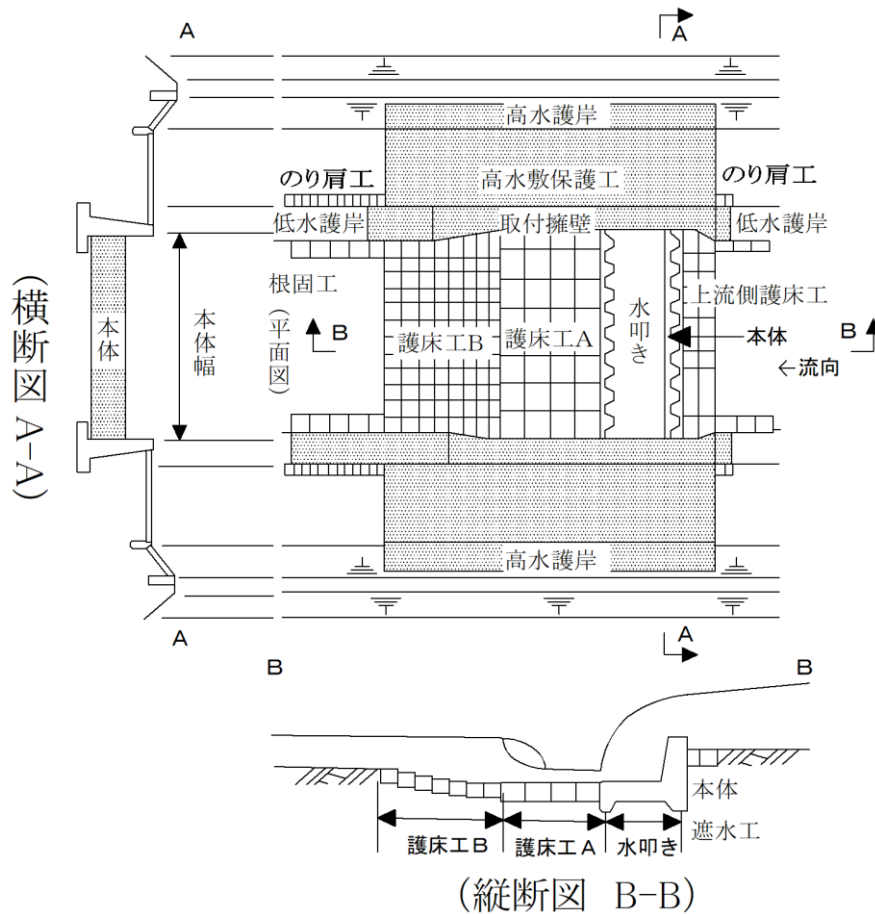 A
A
高水護岸
のり肩工
高水敷保護工
のり肩工
低水護岸
取付擁壁
低水護岸
根固工
上流側護床工
水叩き
(横断図 A-A)
本体
本体幅
(平面図)
B
護床工B
護床工A
本体
B
←流向
高水護岸
A
A
B
B
本体
遮水工
護床工B
護床工A
水叩き
(縦断図 B-B)